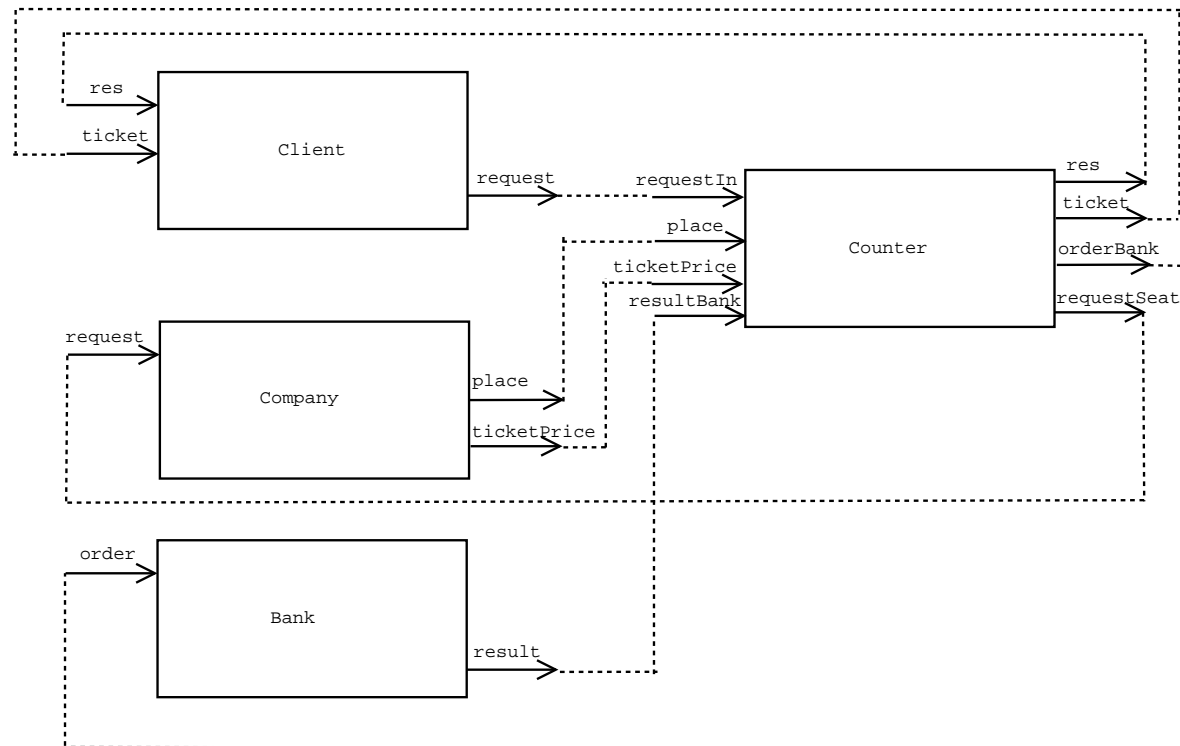 res
ticket
Client
request
requestIn
place
ticketPrice
resultBank
Counter
res
ticket
orderBank
requestSeat
request
Company
place
ticketPrice
order
Bank
result